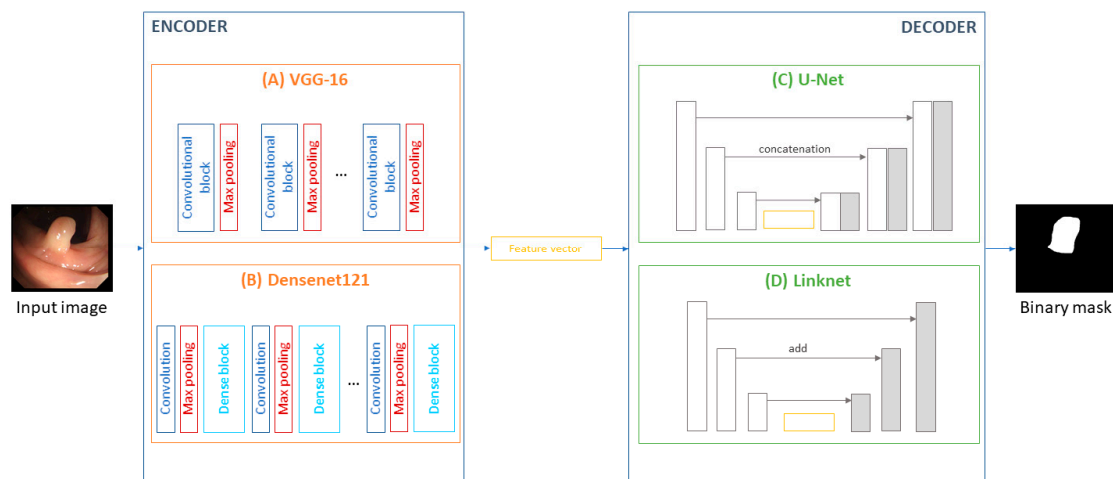 ENCODER
(A) VGG-16
Convolutional
block
Max pooling
Convolutional
block
Max pooling
...
Convolutional
block
Max pooling
(B) Densenet121
Convolution
Max pooling
Dense block
Convolution
Max pooling
Dense block
...
Convolution
Max pooling
Dense block
Input image
Feature vector
DECODER
(C) U-Net
concatenation
(D) Linknet
add
Binary mask